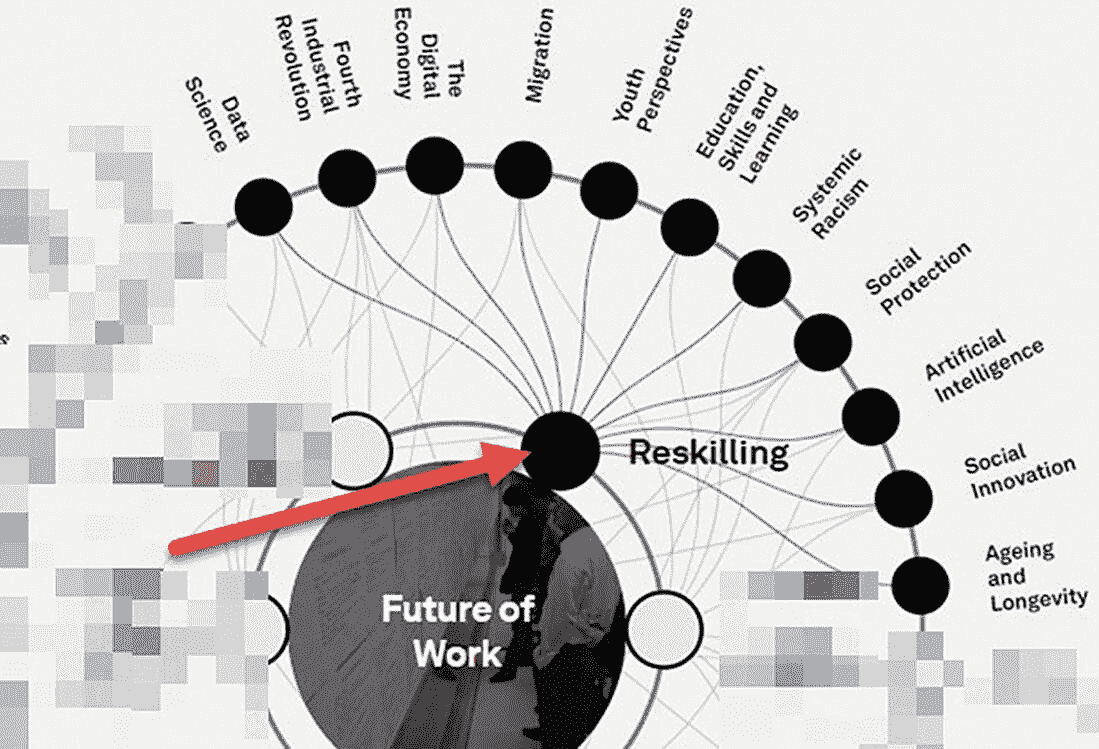 Data
Science
Fourth
Industrial
Revolution
The
Digital
Economy
Migration
Youth
Perspectives
Education,
Skills and
Learning
Systemic
Racism
Social
Protection
Artificial
Intelligence
Social
Innovation
Ageing
and
Longevity
Reskilling
Future of
Work